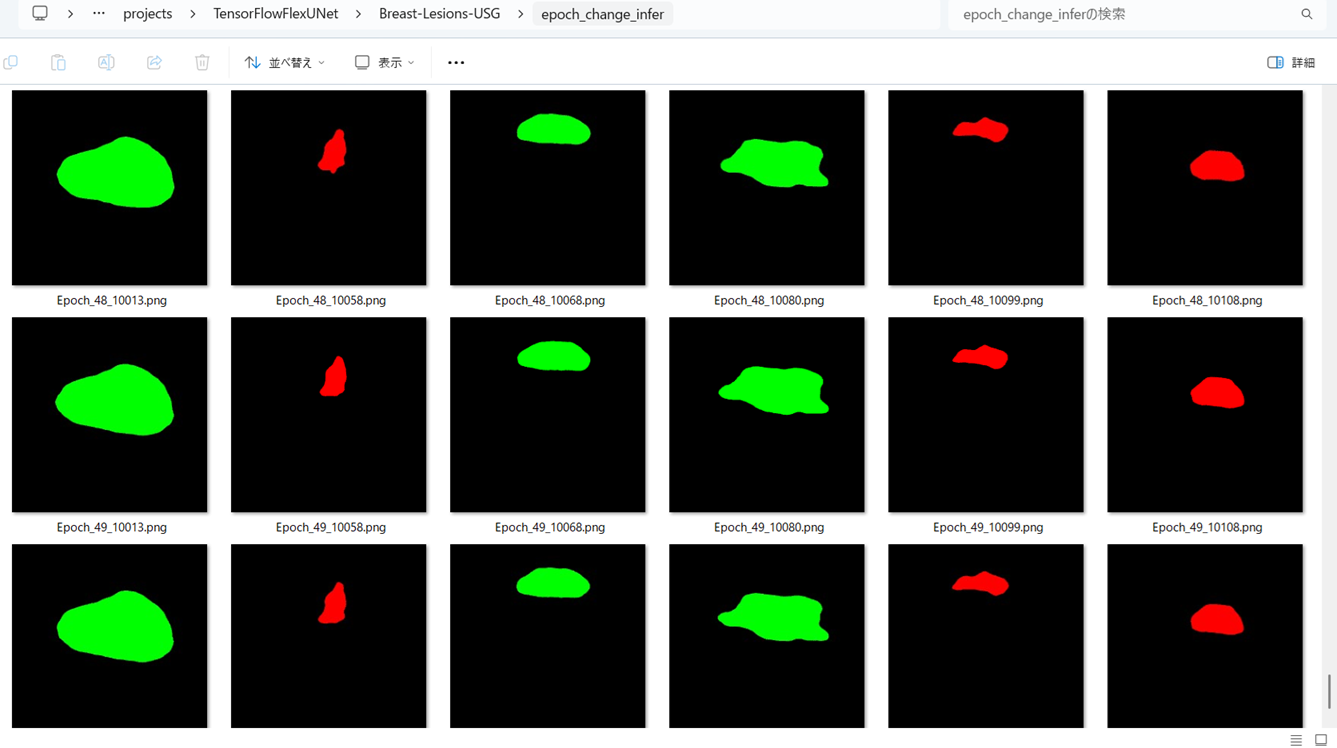 projects > TensorFlowFlexUNet > Breast-Lesions-USG > epoch_change_infer
epoch_change_inferの検索
並べ替え
表示
詳細
Epoch_48_10013.png
Epoch_48_10058.png
Epoch_48_10068.png
Epoch_48_10080.png
Epoch_48_10099.png
Epoch_48_10108.png
Epoch_49_10013.png
Epoch_49_10058.png
Epoch_49_10068.png
Epoch_49_10080.png
Epoch_49_10099.png
Epoch_49_10108.png